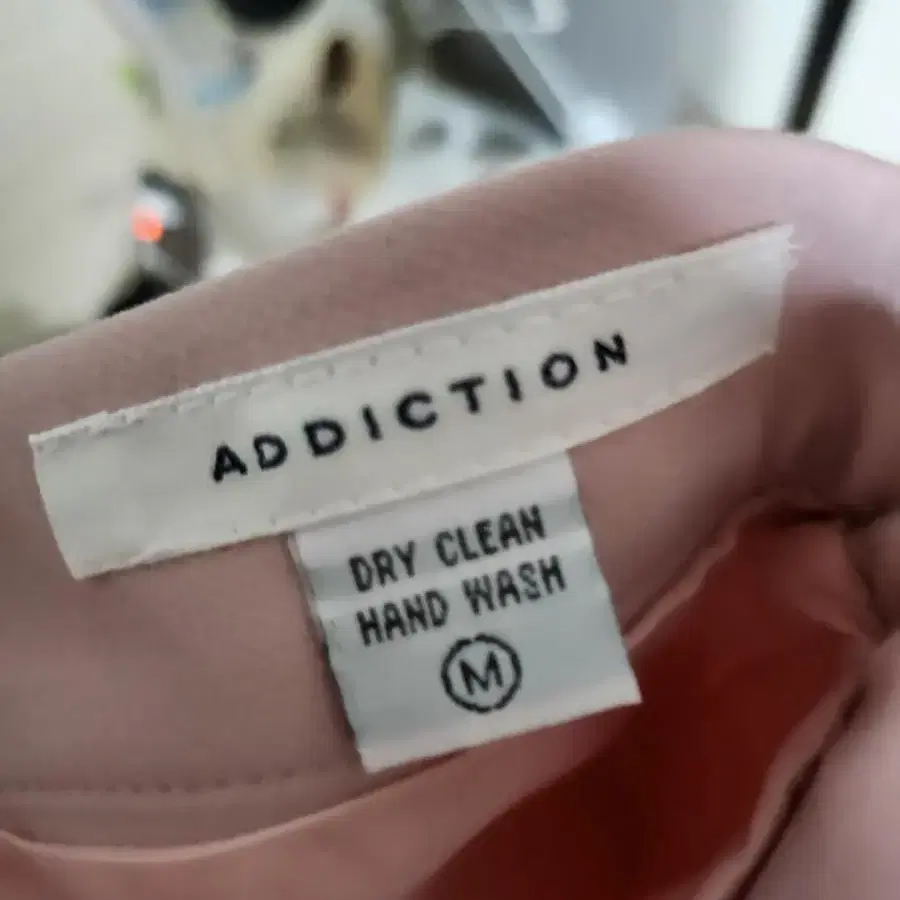 ADDICTION
DRY CLEAN
HAND WASH
M